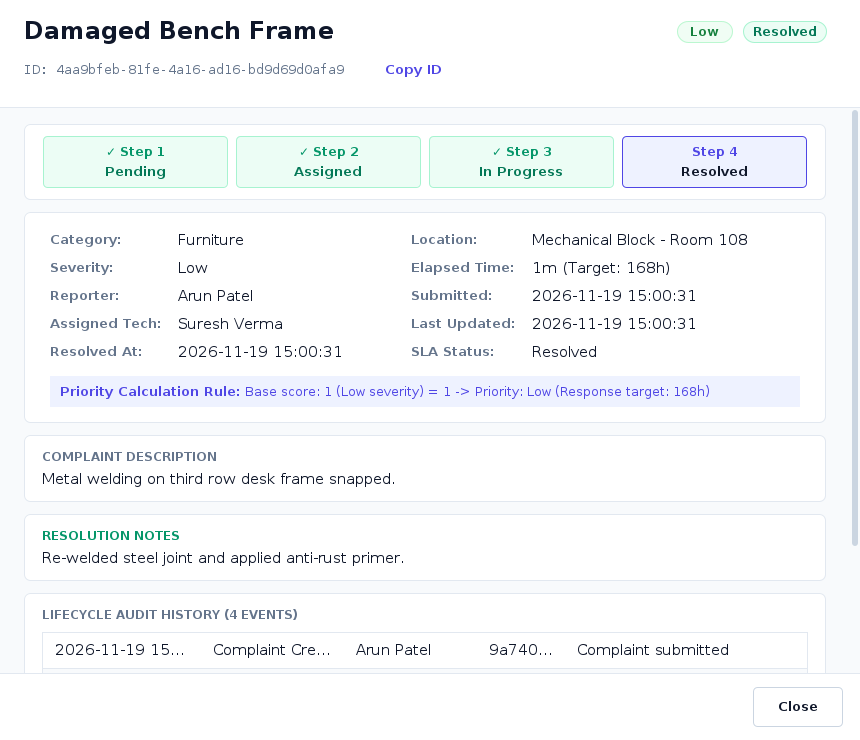 Damaged Bench Frame
Low
Resolved
ID: 4aa9bfeb-81fe-4a16-ad16-bd9d69d0afa9
Copy ID
✓ Step 1
Pending
✓ Step 2
Assigned
✓ Step 3
In Progress
Step 4
Resolved
Category: Furniture
Location: Mechanical Block - Room 108
Severity: Low
Elapsed Time: 1m (Target: 168h)
Reporter: Arun Patel
Submitted: 2026-11-19 15:00:31
Assigned Tech: Suresh Verma
Last Updated: 2026-11-19 15:00:31
Resolved At: 2026-11-19 15:00:31
SLA Status: Resolved
Priority Calculation Rule: Base score: 1 (Low severity) = 1 -> Priority: Low (Response target: 168h)
COMPLAINT DESCRIPTION
Metal welding on third row desk frame snapped.
RESOLUTION NOTES
Re-welded steel joint and applied anti-rust primer.
LIFECYCLE AUDIT HISTORY (4 EVENTS)
2026-11-19 15... Complaint Cre... Arun Patel 9a740... Complaint submitted
Close